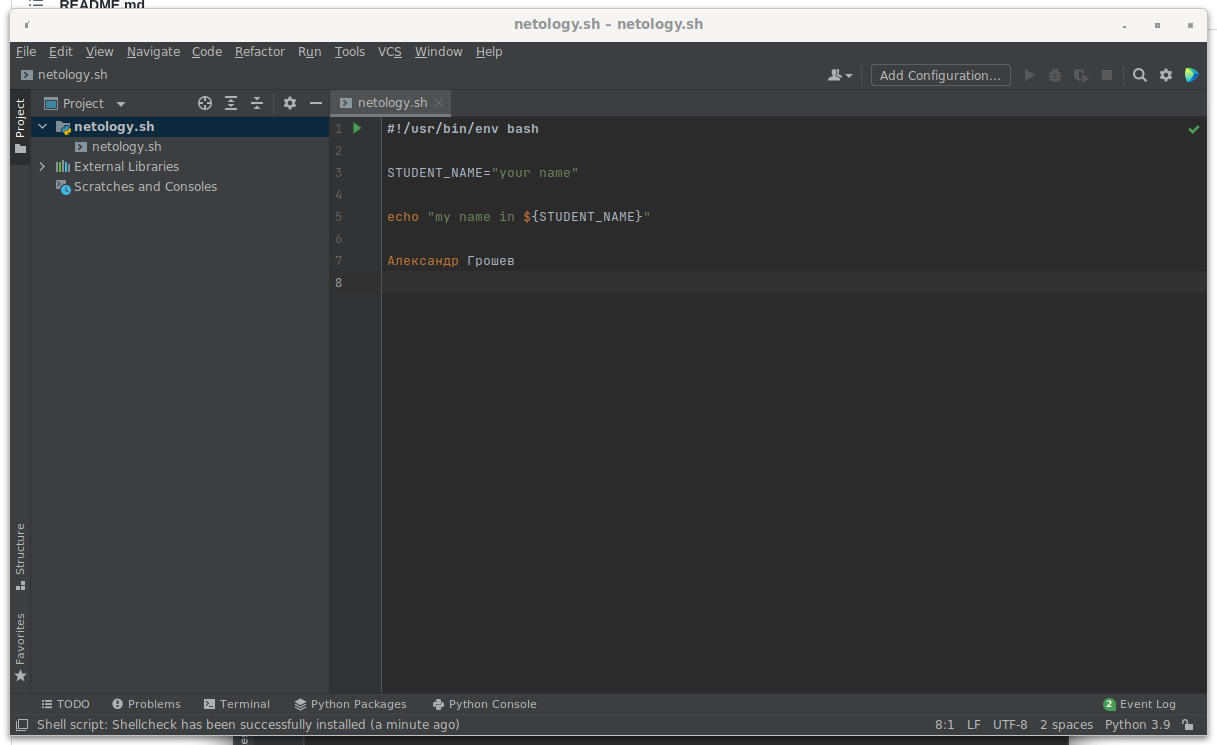 README.md
netology.sh – netology.sh
File Edit View Navigate Code Refactor Run Tools VCS Window Help
netology.sh
Add Configuration...
Project
Project
netology.sh
netology.sh
netology.sh
External Libraries
Scratches and Consoles
1 #!/usr/bin/env bash
2
3 STUDENT_NAME="your name"
4
5 echo "my name in ${STUDENT_NAME}"
6
7 Александр Грошев
8
Structure
Favorites
TODO Problems Terminal Python Packages Python Console 2 Event Log
Shell script: Shellcheck has been successfully installed (a minute ago) 8:1 LF UTF-8 2 spaces Python 3.9